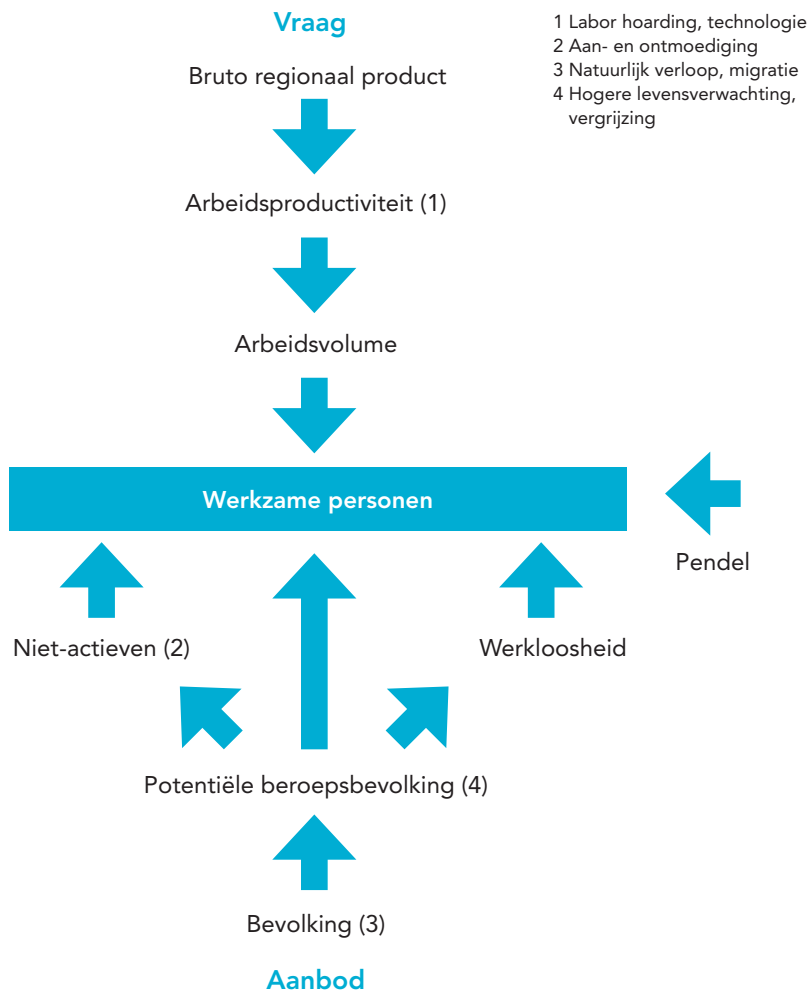 Vraag
1 Labor hoarding, technologie
2 Aan- en ontmoediging
3 Natuurlijk verloop, migratie
4 Hogere levensverwachting,
vergrijzing
Bruto regionaal product
Arbeidsproductiviteit (1)
Arbeidsvolume
Werkzame personen
Pendel
Niet-actieven (2)
Werkloosheid
Potentiële beroepsbevolking (4)
Bevolking (3)
Aanbod